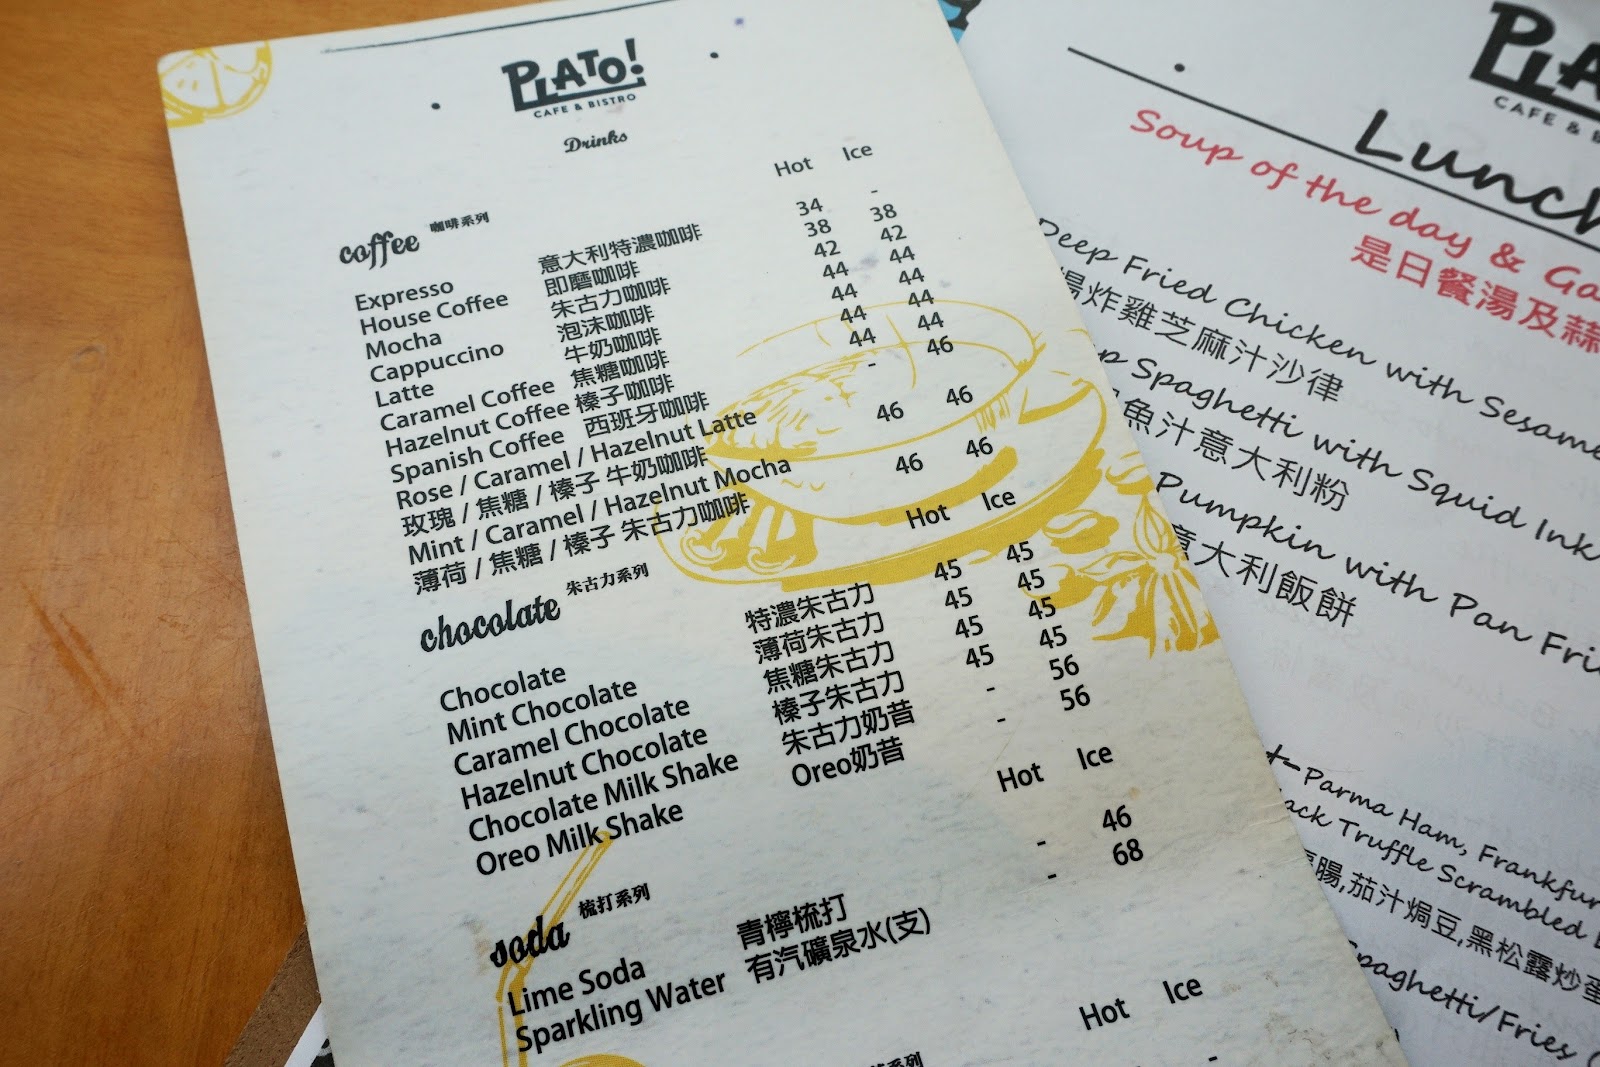 PLATO!
CAFE & BISTRO
Drinks
Hot Ice
coffee 咖啡系列
Expresso 意大利特濃咖啡 34 -
House Coffee 即磨咖啡 38 38
Mocha 朱古力咖啡 42 42
Cappuccino 泡沫咖啡 44 44
Latte 牛奶咖啡 44 44
Caramel Coffee 焦糖咖啡 44 44
Hazelnut Coffee 榛子咖啡 44 44
Spanish Coffee 西班牙咖啡 - 46
Rose / Caramel / Hazelnut Latte 46 46
玫瑰 / 焦糖 / 榛子 牛奶咖啡
Mint / Caramel / Hazelnut Mocha 46 46
薄荷 / 焦糖 / 榛子 朱古力咖啡
Hot Ice
chocolate 朱古力系列
Chocolate 特濃朱古力 45 45
Mint Chocolate 薄荷朱古力 45 45
Caramel Chocolate 焦糖朱古力 45 45
Hazelnut Chocolate 榛子朱古力 45 45
Chocolate Milk Shake 朱古力奶昔 - 56
Oreo Milk Shake Oreo奶昔 - 56
Hot Ice
soda 梳打系列
Lime Soda 青檸梳打 - 46
Sparkling Water 有汽礦泉水(支) - 68
Hot Ice
系列 -
PLA
CAFE &
Lunch
Soup of the day & Ga
是日餐湯及蒜
Deep Fried Chicken with Sesame
炸雞芝麻汁沙律
Spaghetti with Squid Ink
魚汁意大利粉
Pumpkin with Pan Fri
意大利飯餅
Parma Ham, Frankfur
Truffle Scrambled
腸,茄汁焗豆,黑松露炒蛋
Spaghetti/Fries